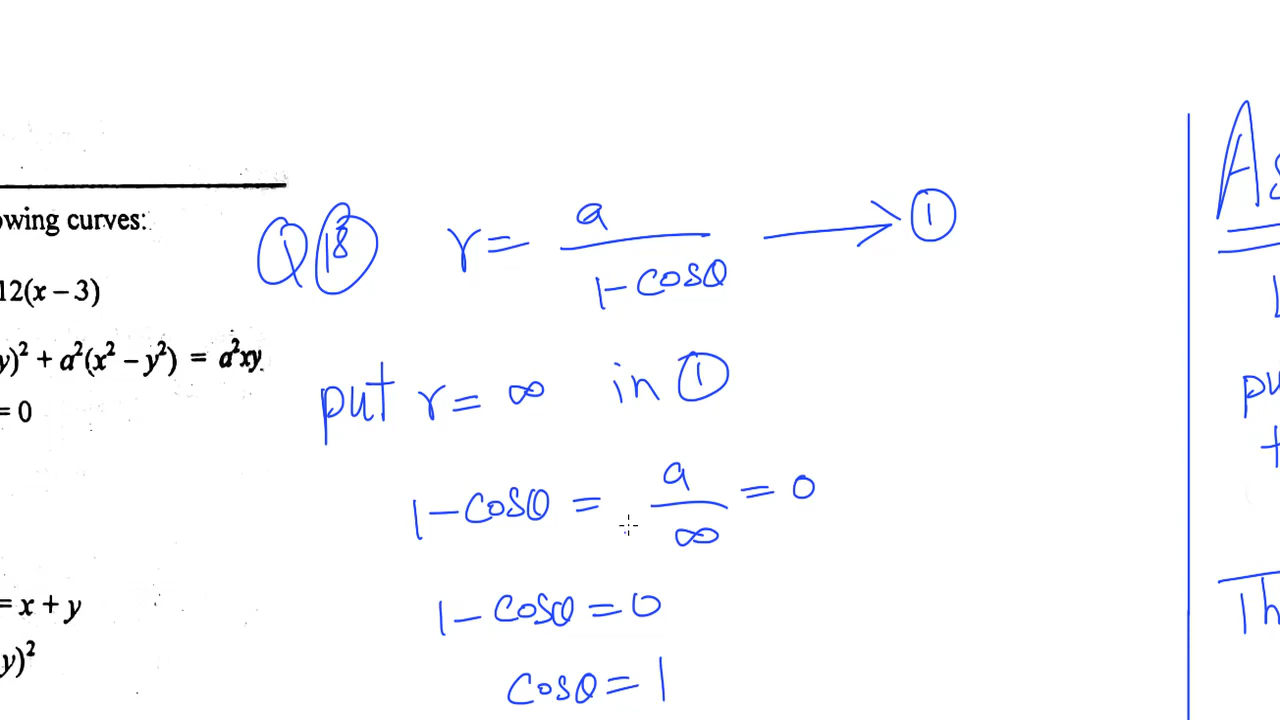 owing curves:
12(x – 3)
y)² + a²(x² – y²) = a²xy.
= 0
= x + y
y)²
Q 18 r = a / (1 - cosθ) → ①
put r = ∞ in ①
1 - cosθ = a / ∞ = 0
1 - cosθ = 0
cosθ = 1
As
pu
Th